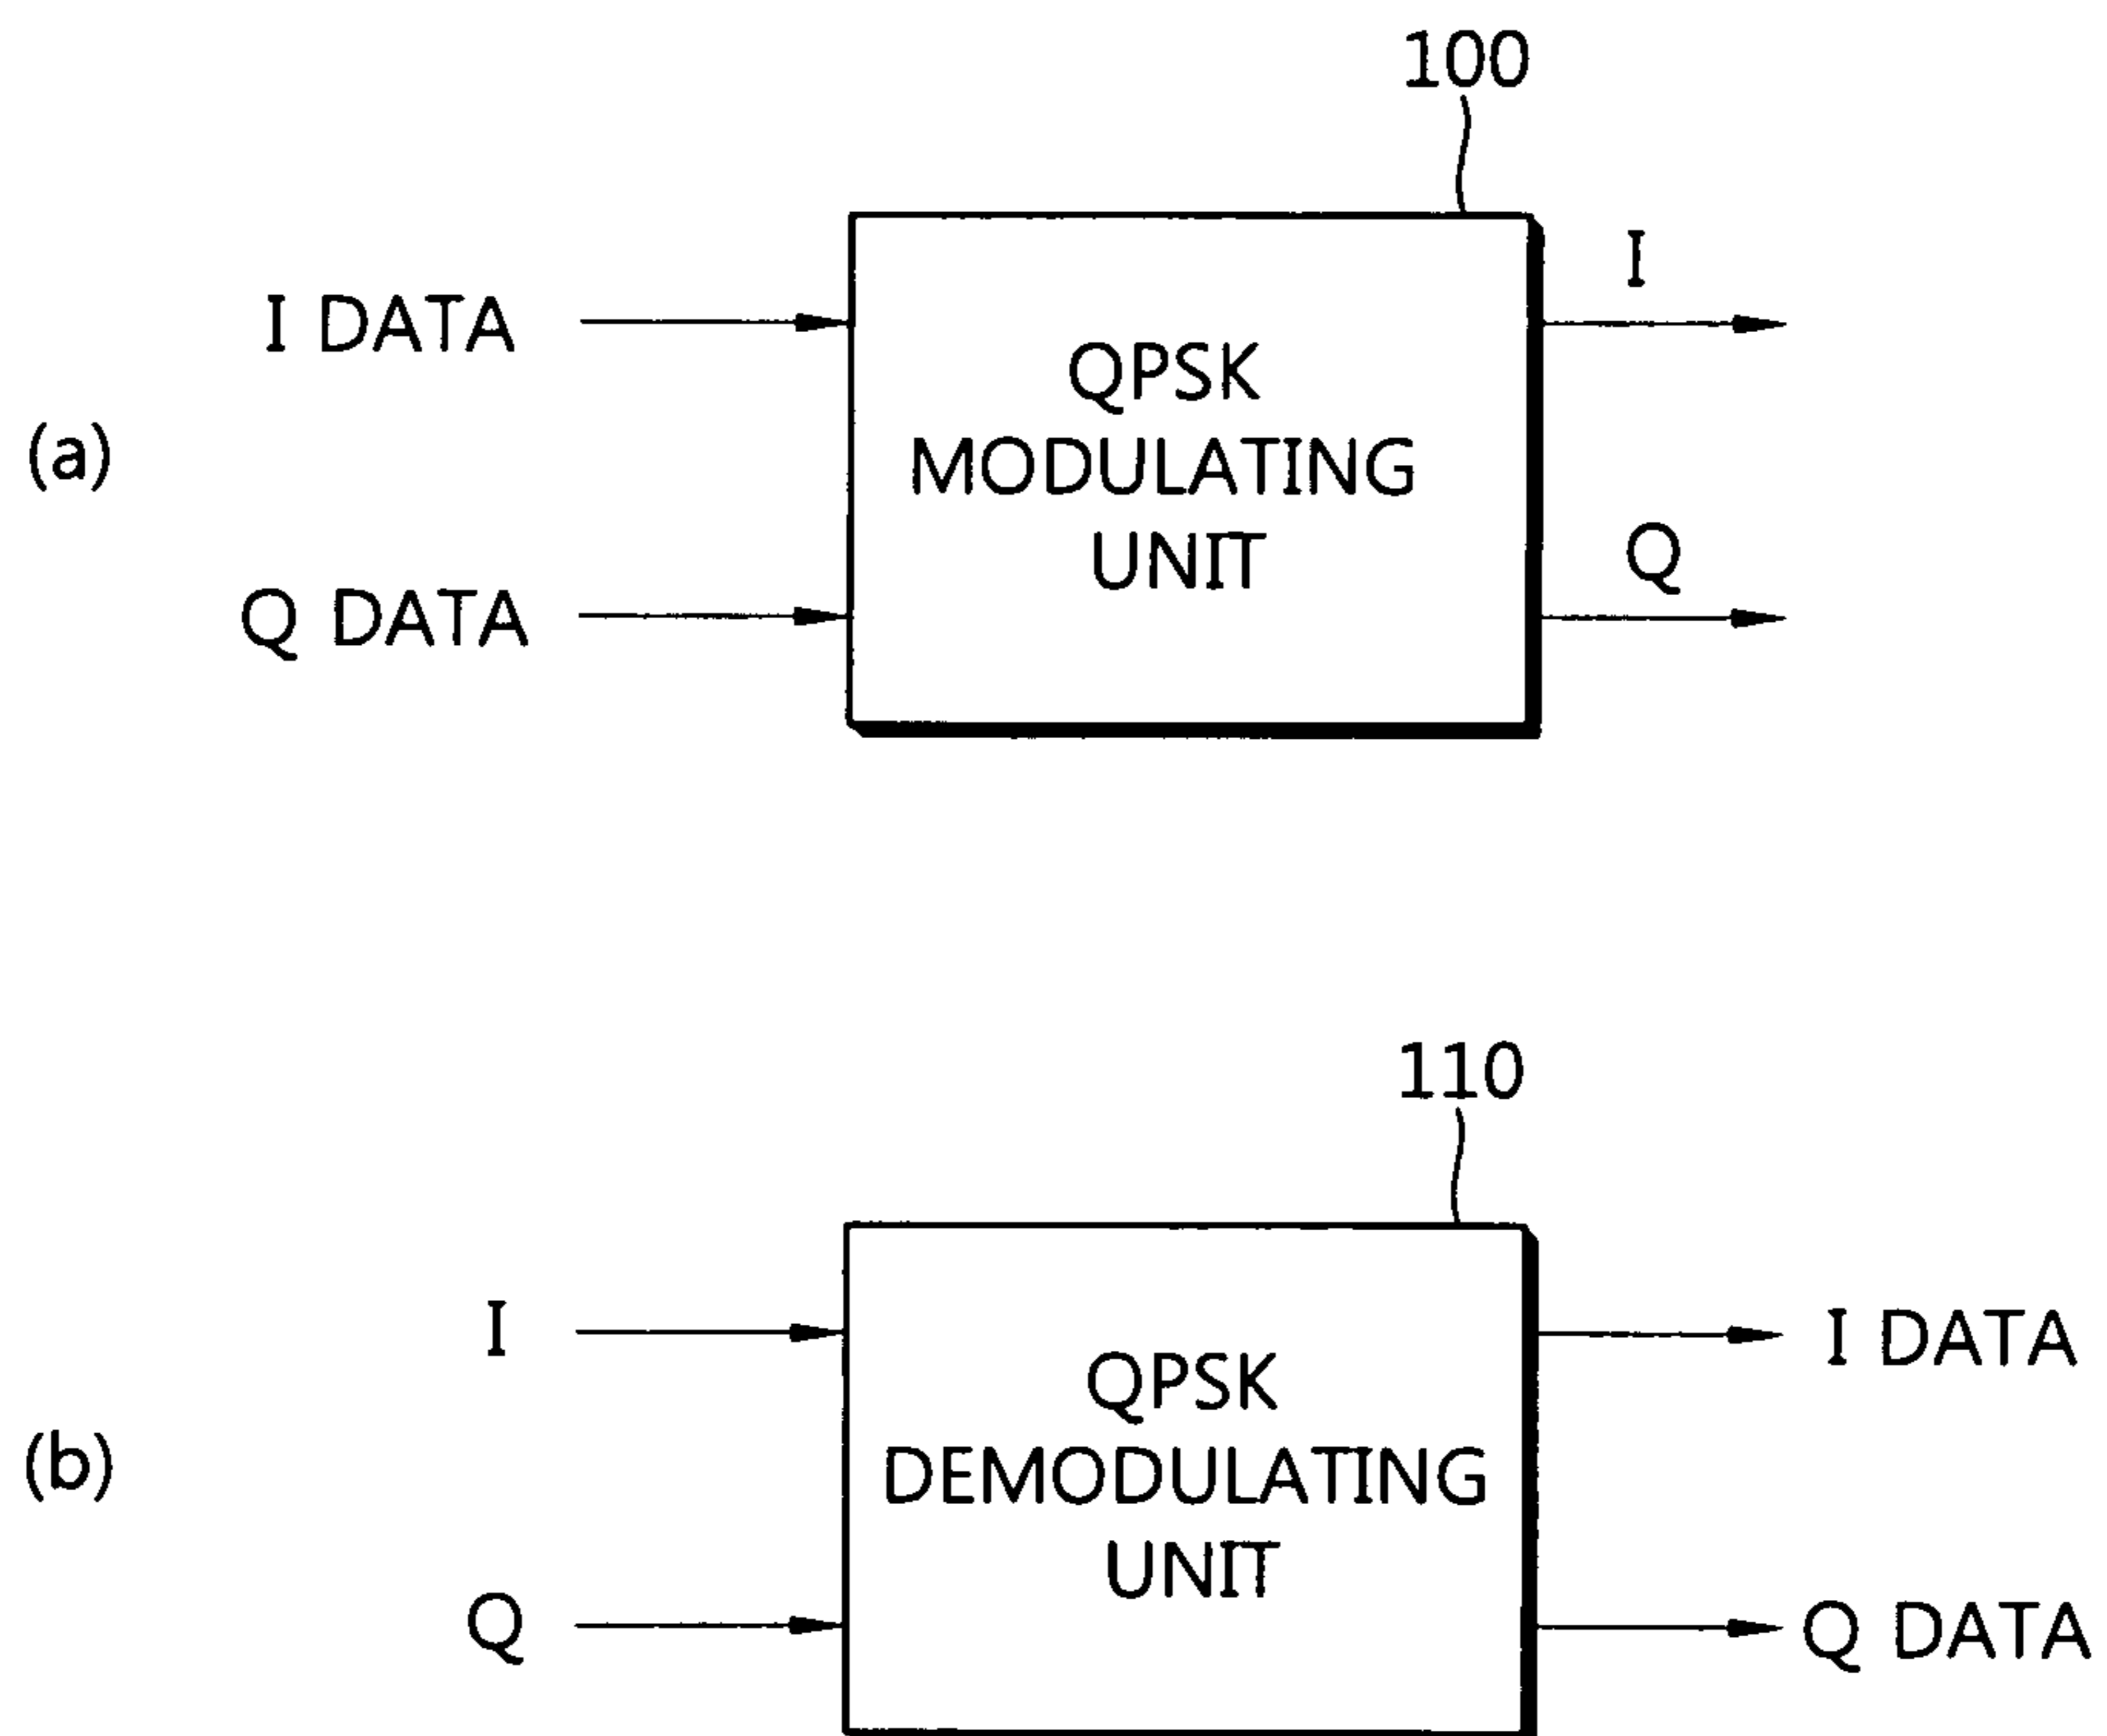 100
I
I DATA
QPSK
MODULATING
UNIT
(a)
Q
Q DATA
110
I
I DATA
QPSK
DEMODULATING
UNIT
(b)
Q
Q DATA